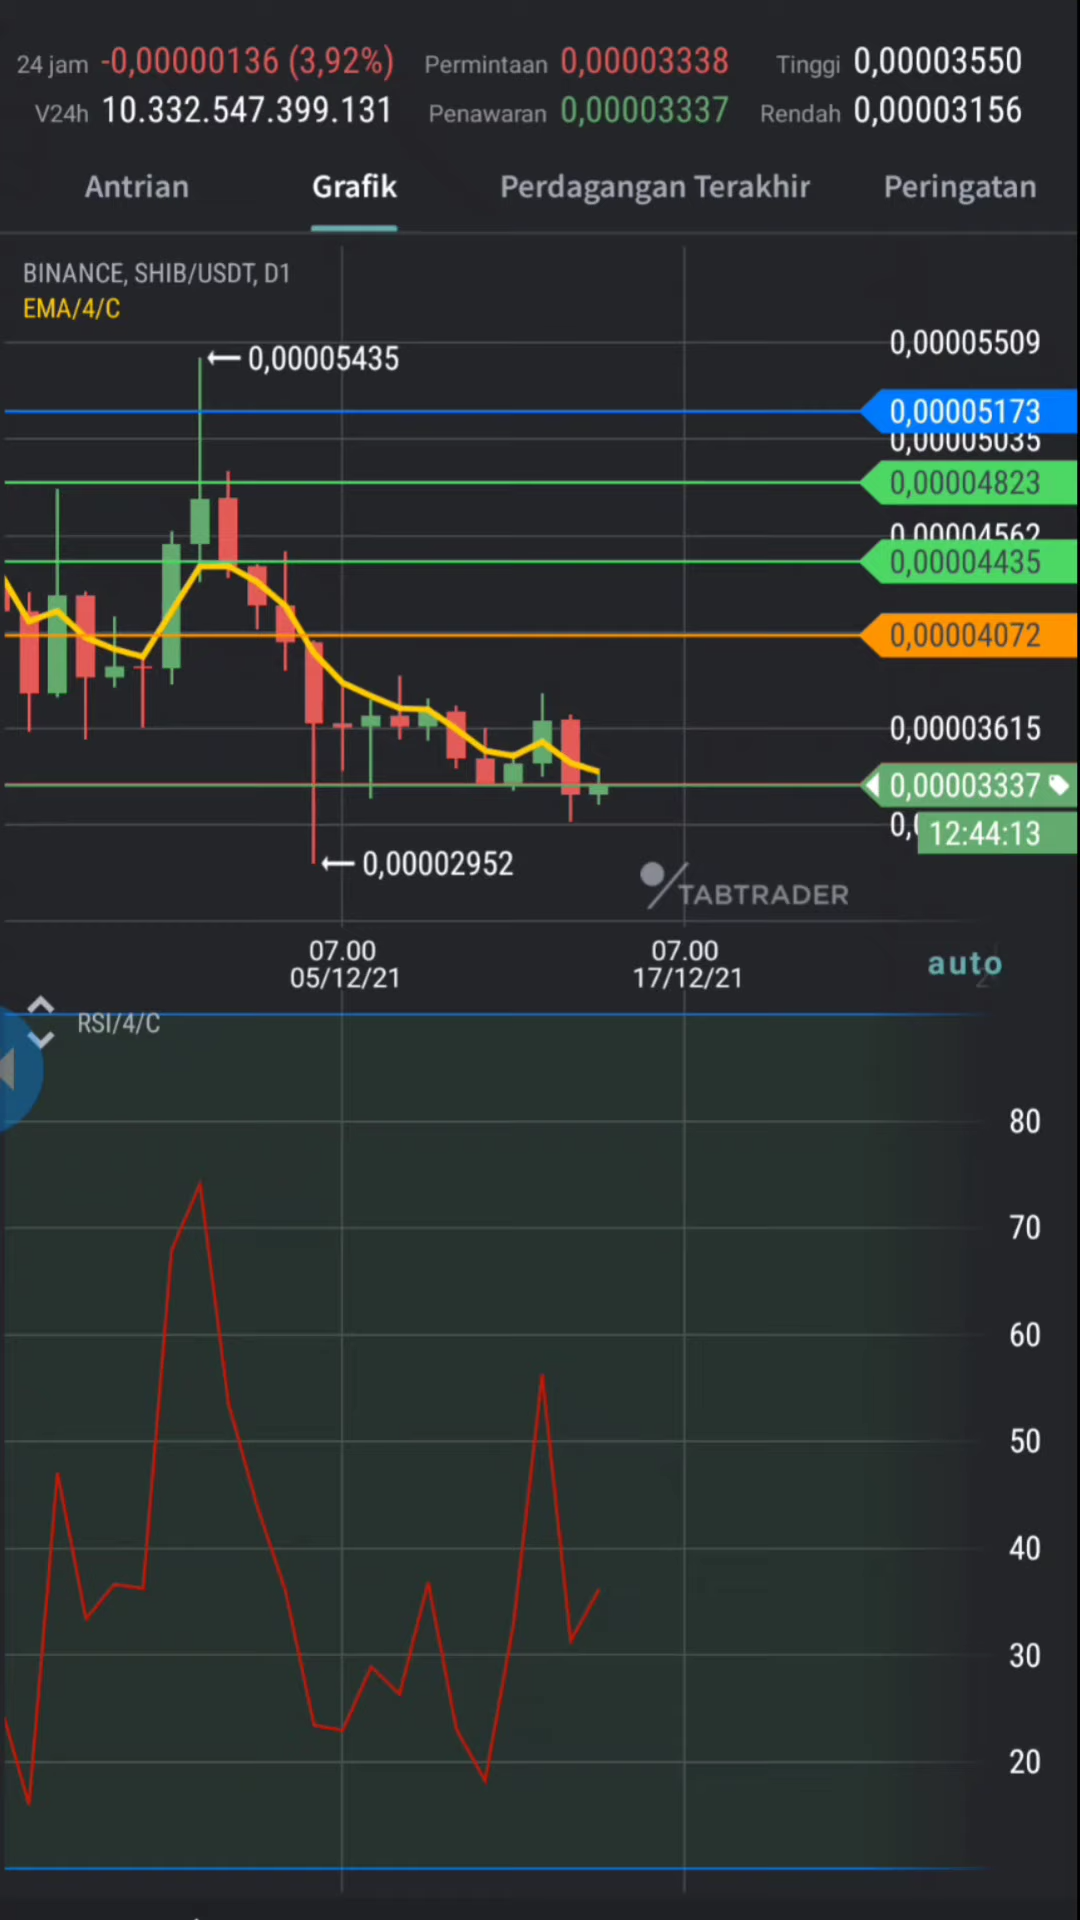 24 jam -0,00000136 (3,92%) Permintaan 0,00003338 Tinggi 0,00003550
V24h 10.332.547.399.131 Penawaran 0,00003337 Rendah 0,00003156
Antrian Grafik Perdagangan Terakhir Peringatan
BINANCE, SHIB/USDT, D1
EMA/4/C
0,00005509
0,00005435
0,00005173
0,00005035
0,00004823
0,00004562
0,00004435
0,00004072
0,00003615
0,00003337
12:44:13
0,00002952
TABTRADER
07.00 07.00
05/12/21 17/12/21
auto
RSI/4/C
80
70
60
50
40
30
20